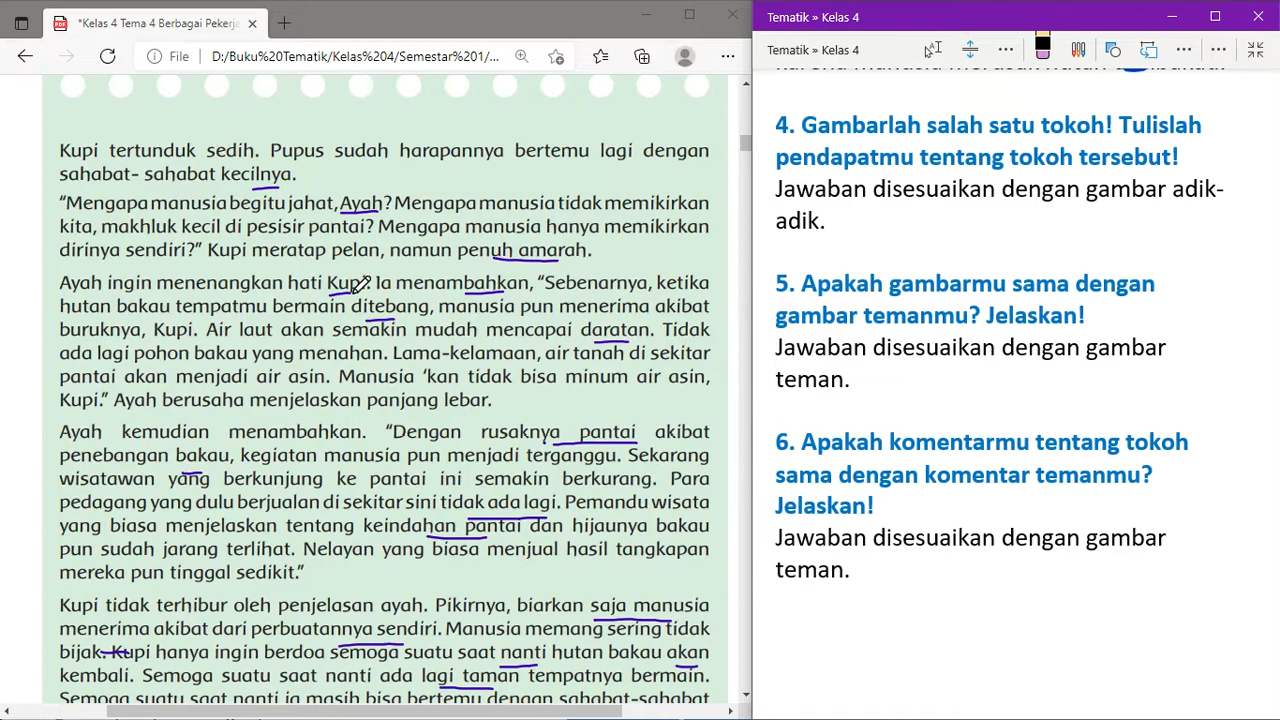 *Kelas 4 Tema 4 Berbagai Pekerja
File
D:/Buku%20Tematik/Kelas%204/Semestar%201/...
Kupi tertunduk sedih. Pupus sudah harapannya bertemu lagi dengan
sahabat- sahabat kecilnya.
“Mengapa manusia begitu jahat, Ayah? Mengapa manusia tidak memikirkan
kita, makhluk kecil di pesisir pantai? Mengapa manusia hanya memikirkan
dirinya sendiri?” Kupi meratap pelan, namun penuh amarah.
Ayah ingin menenangkan hati Kupi. Ia menambahkan, “Sebenarnya, ketika
hutan bakau tempatmu bermain ditebang, manusia pun menerima akibat
buruknya, Kupi. Air laut akan semakin mudah mencapai daratan. Tidak
ada lagi pohon bakau yang menahan. Lama-kelamaan, air tanah di sekitar
pantai akan menjadi air asin. Manusia ‘kan tidak bisa minum air asin,
Kupi.” Ayah berusaha menjelaskan panjang lebar.
Ayah kemudian menambahkan. “Dengan rusaknya pantai akibat
penebangan bakau, kegiatan manusia pun menjadi terganggu. Sekarang
wisatawan yang berkunjung ke pantai ini semakin berkurang. Para
pedagang yang dulu berjualan di sekitar sini tidak ada lagi. Pemandu wisata
yang biasa menjelaskan tentang keindahan pantai dan hijaunya bakau
pun sudah jarang terlihat. Nelayan yang biasa menjual hasil tangkapan
mereka pun tinggal sedikit.”
Kupi tidak terhibur oleh penjelasan ayah. Pikirnya, biarkan saja manusia
menerima akibat dari perbuatannya sendiri. Manusia memang sering tidak
bijak. Kupi hanya ingin berdoa semoga suatu saat nanti hutan bakau akan
kembali. Semoga suatu saat nanti ada lagi taman tempatnya bermain.
Semoga suatu saat nanti ia masih bisa bertemu dengan sahabat-sahabat
Tematik » Kelas 4
Tematik » Kelas 4
4. Gambarlah salah satu tokoh! Tulislah
pendapatmu tentang tokoh tersebut!
Jawaban disesuaikan dengan gambar adik-
adik.
5. Apakah gambarmu sama dengan
gambar temanmu? Jelaskan!
Jawaban disesuaikan dengan gambar
teman.
6. Apakah komentarmu tentang tokoh
sama dengan komentar temanmu?
Jelaskan!
Jawaban disesuaikan dengan gambar
teman.